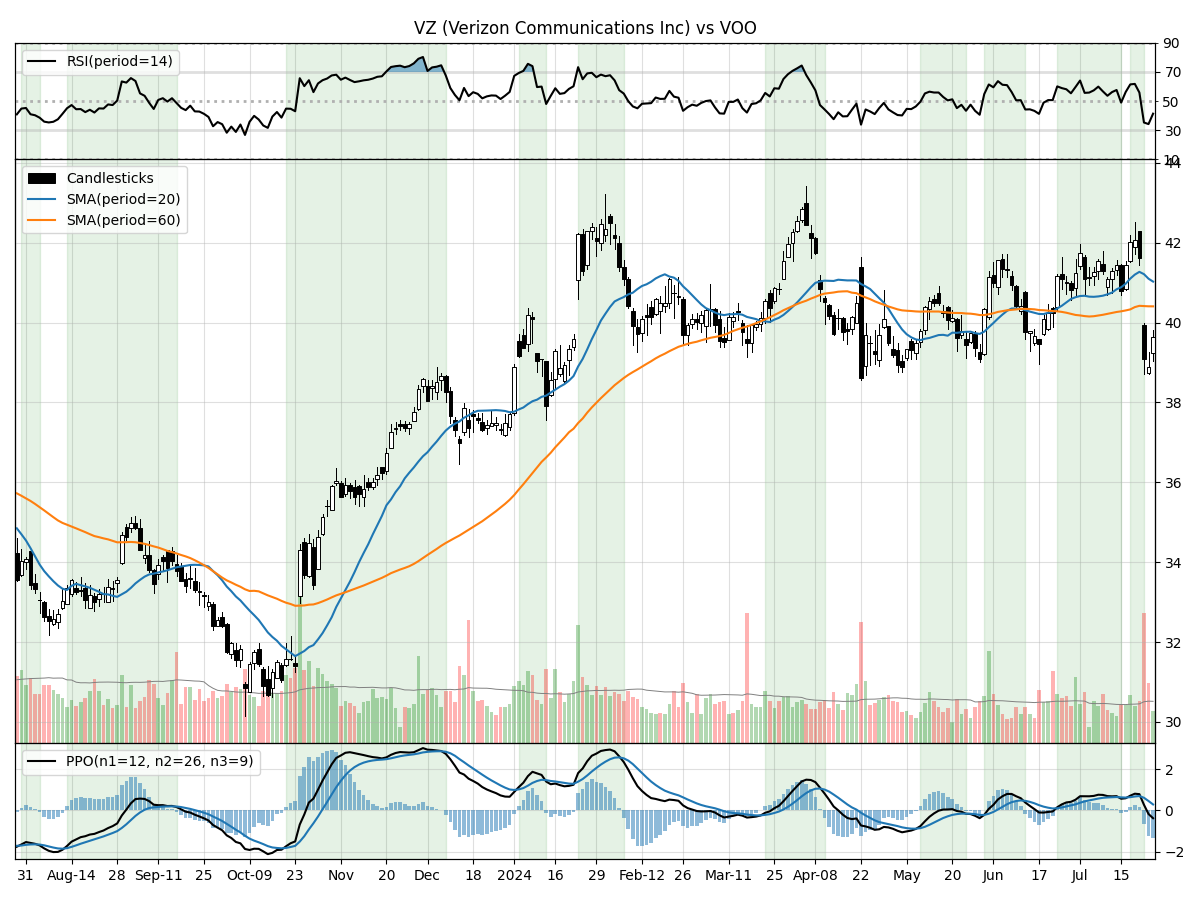 VZ (Verizon Communications Inc) vs VOO
RSI(period=14)
90
70
50
30
10
Candlesticks
SMA(period=20)
SMA(period=60)
44
42
40
38
36
34
32
30
PPO(n1=12, n2=26, n3=9)
2
0
−2
31 Aug-14 28 Sep-11 25 Oct-09 23 Nov 20 Dec 18 2024 16 29 Feb-12 26 Mar-11 25 Apr-08 22 May 20 Jun 17 Jul 15